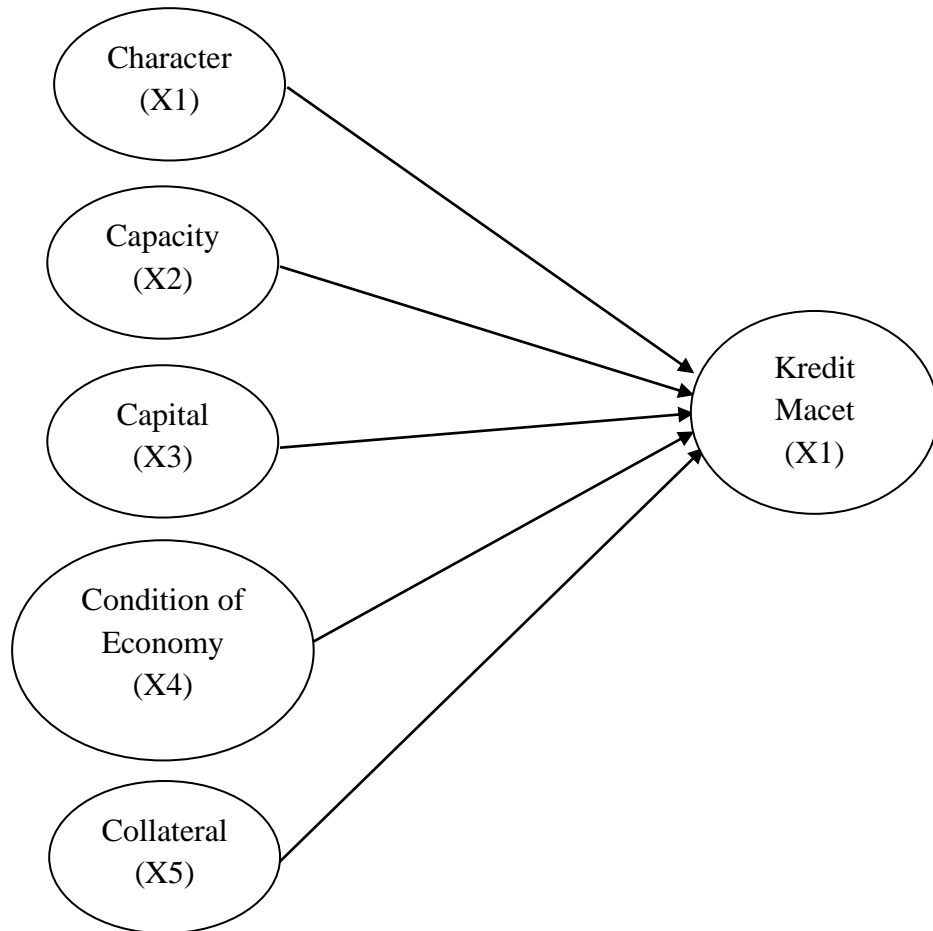 Character
(X1)
Capacity
(X2)
Capital
(X3)
Condition of
Economy
(X4)
Collateral
(X5)
Kredit
Macet
(X1)